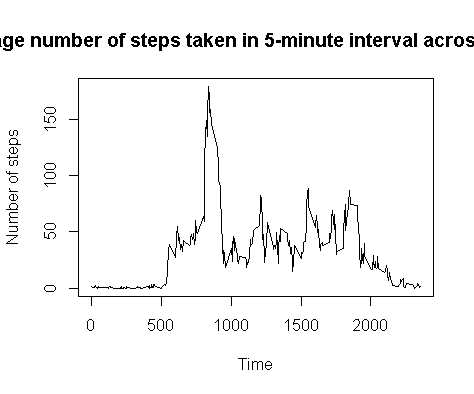 age number of steps taken in 5-minute interval acros
Number of steps
150
100
50
0
0 500 1000 1500 2000
Time